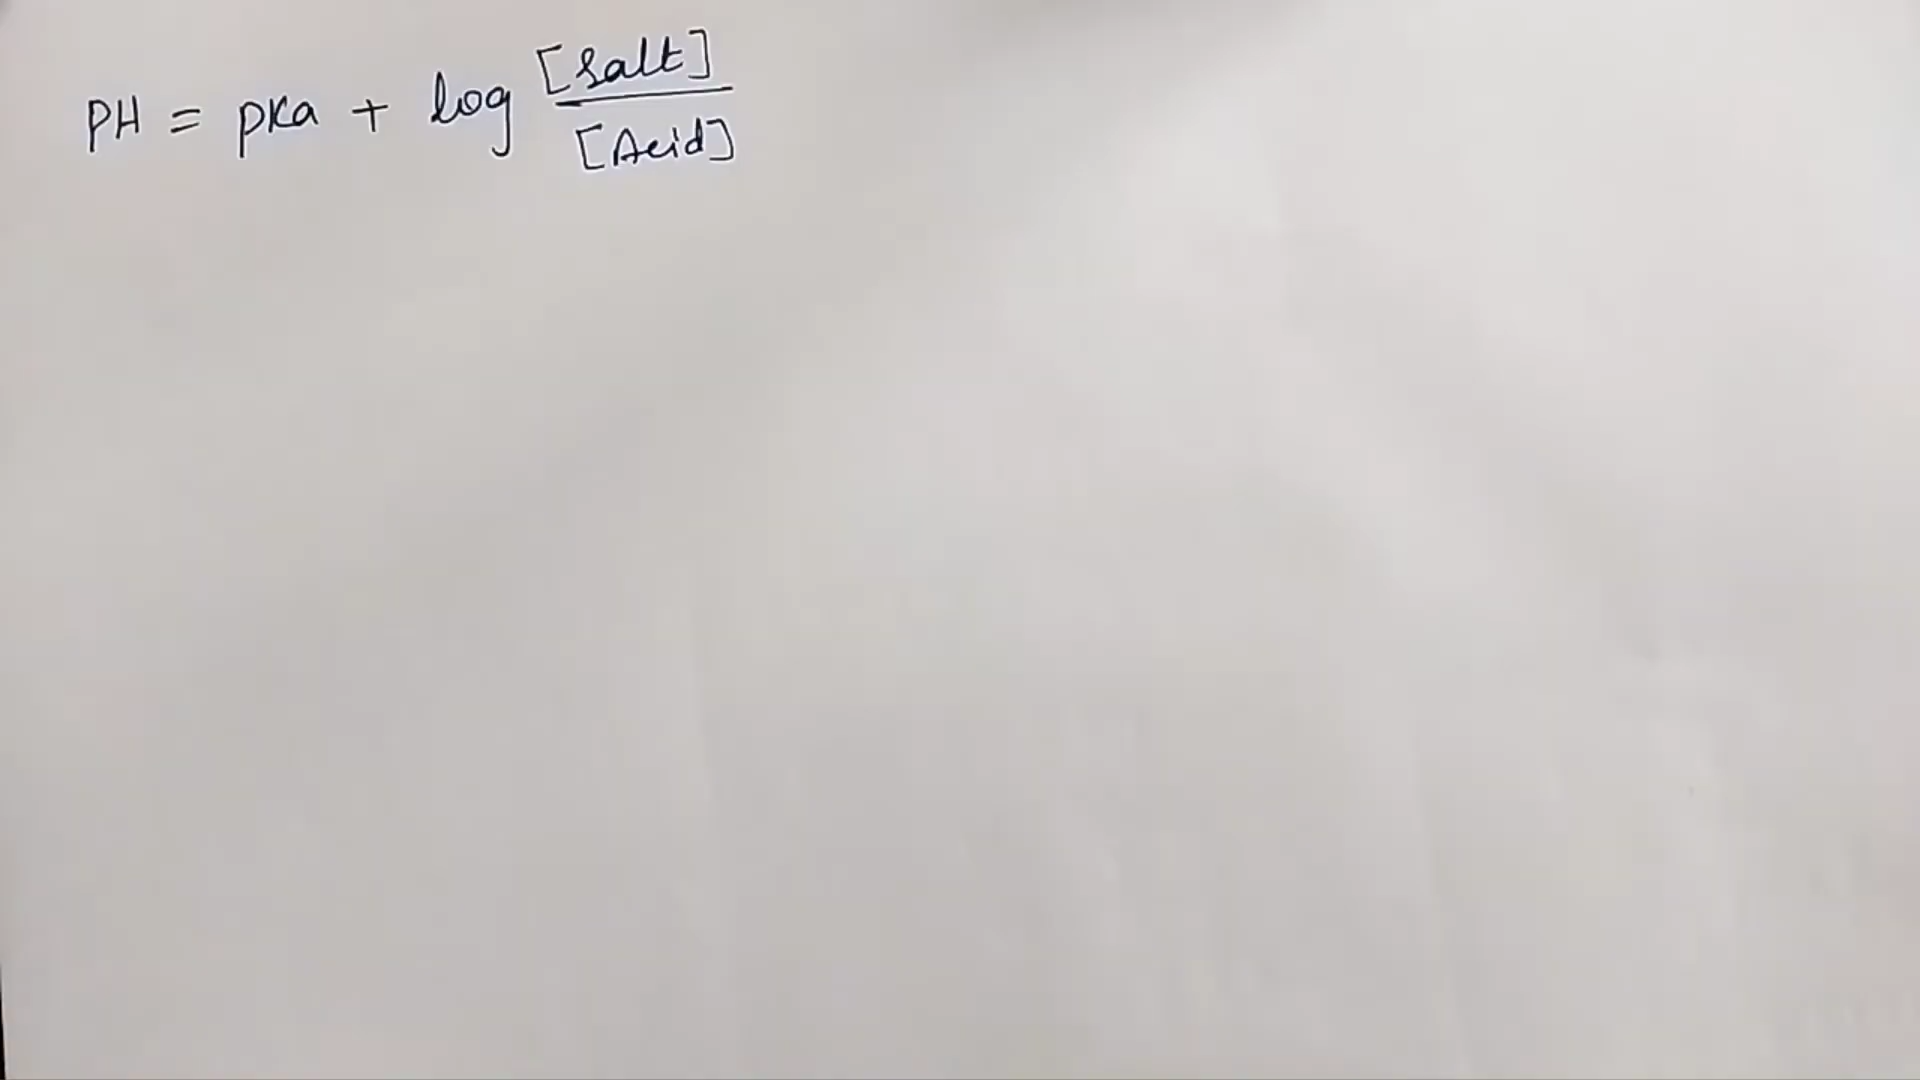 PH = pKa + log [Salt] / [Acid]